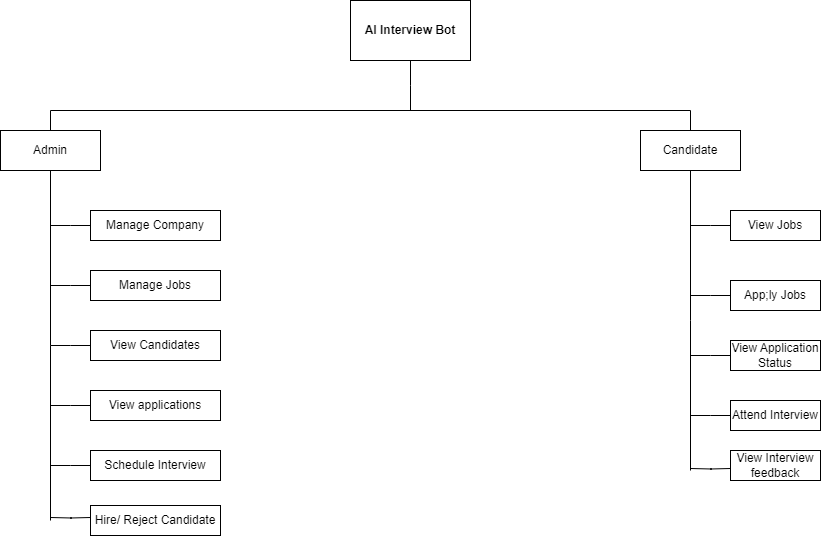 AI Interview Bot
Admin
Candidate
Manage Company
Manage Jobs
View Candidates
View applications
Schedule Interview
Hire/ Reject Candidate
View Jobs
App;ly Jobs
View Application
Status
Attend Interview
View Interview
feedback